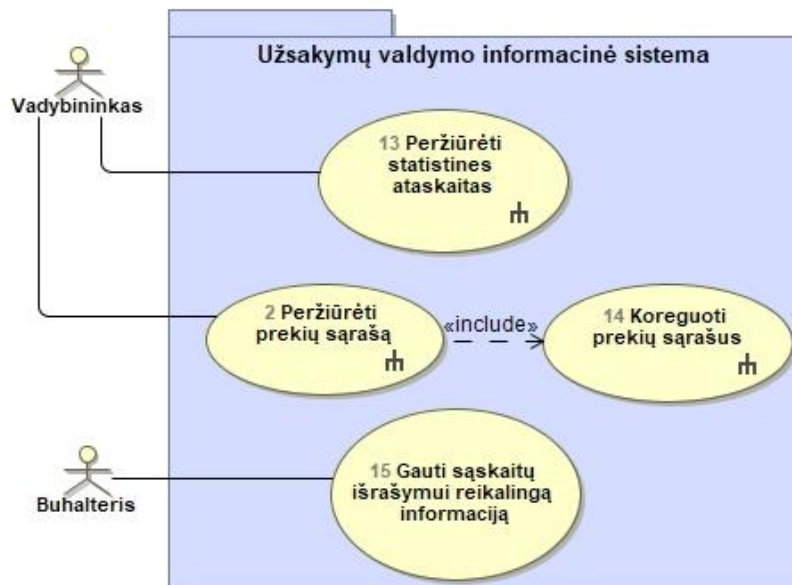 Užsakymų valdymo informacinė sistema
Vadybininkas
13 Peržiūrėti
statistines
ataskaitas
2 Peržiūrėti
prekių sąrašą
«include»
14 Koreguoti
prekių sąrašus
Buhalteris
15 Gauti sąskaitų
išrašymui reikalingą
informaciją